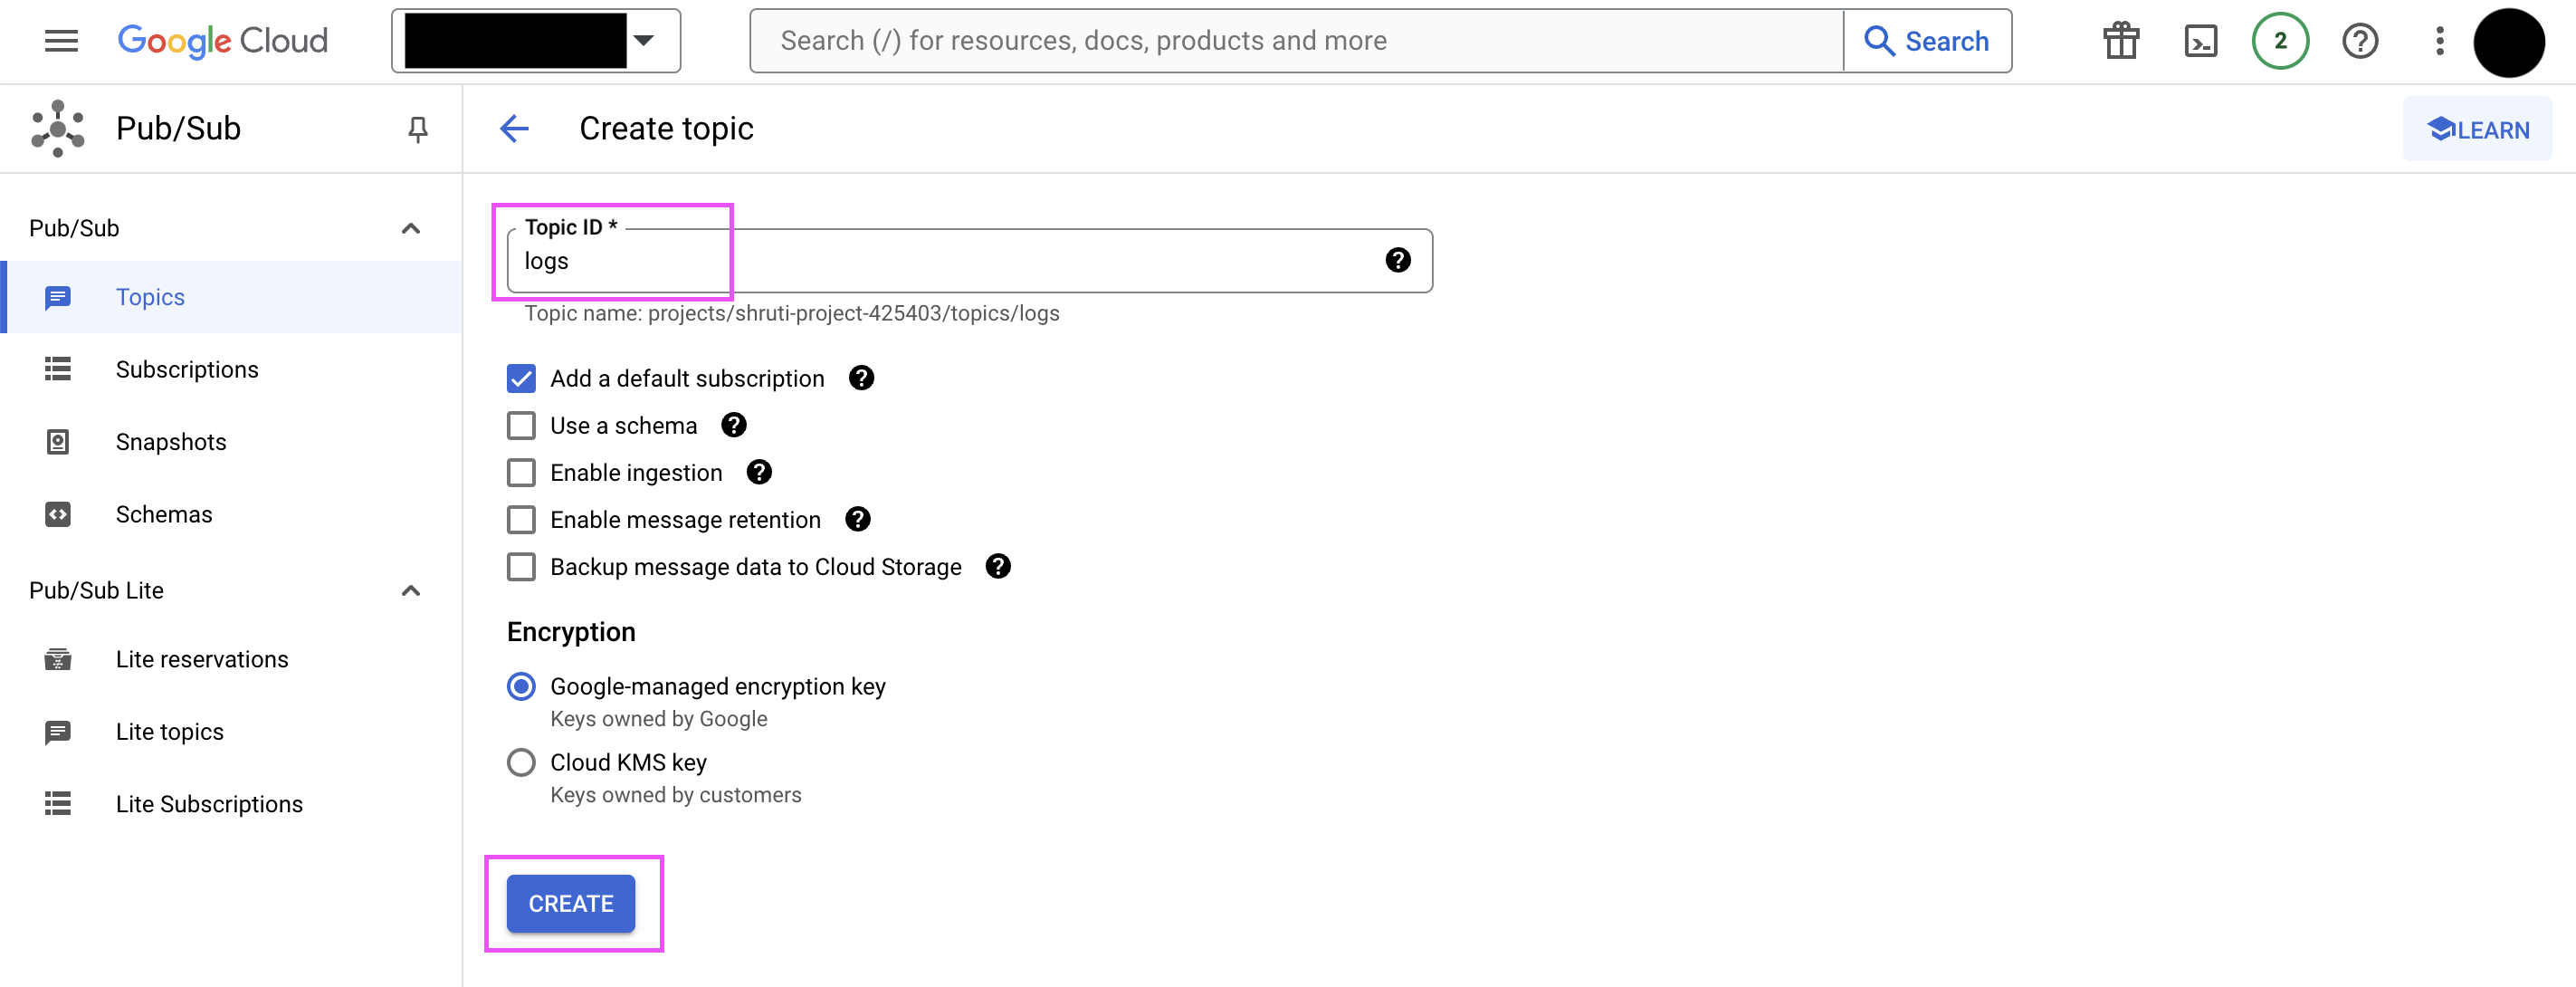 Google Cloud
Search (/) for resources, docs, products and more
Search
2
Pub/Sub
Create topic
LEARN
Pub/Sub
Topics
Subscriptions
Snapshots
Schemas
Pub/Sub Lite
Lite reservations
Lite topics
Lite Subscriptions
Topic ID *
logs
Topic name: projects/shruti-project-425403/topics/logs
Add a default subscription
Use a schema
Enable ingestion
Enable message retention
Backup message data to Cloud Storage
Encryption
Google-managed encryption key
Keys owned by Google
Cloud KMS key
Keys owned by customers
CREATE